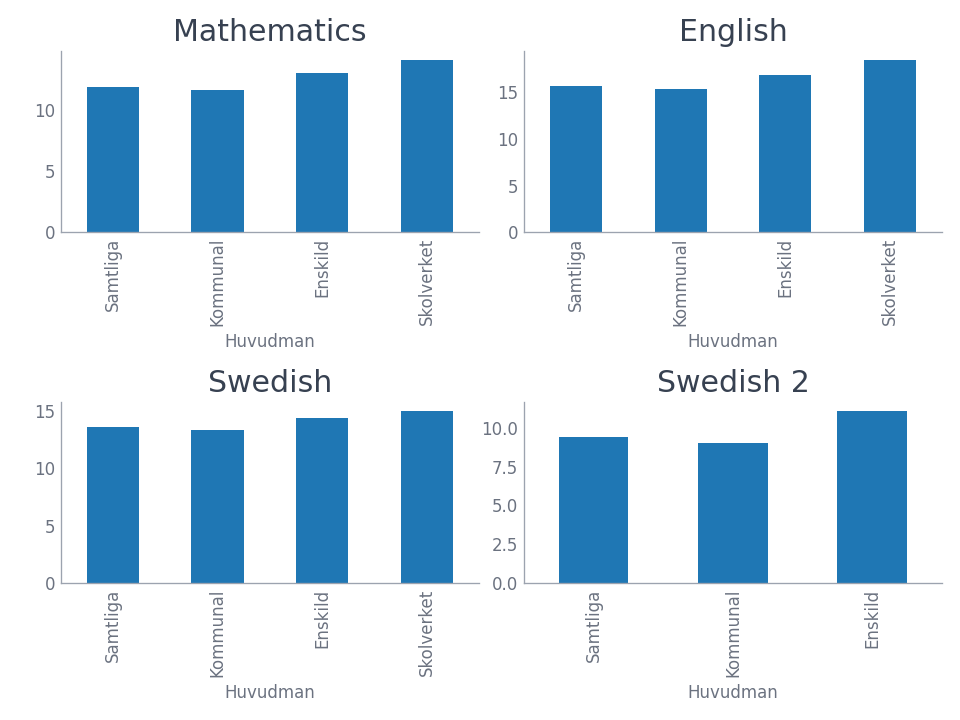 Mathematics
10
5
0
Samtliga
Kommunal
Enskild
Skolverket
Huvudman
English
15
10
5
0
Samtliga
Kommunal
Enskild
Skolverket
Huvudman
Swedish
15
10
5
0
Samtliga
Kommunal
Enskild
Skolverket
Huvudman
Swedish 2
10.0
7.5
5.0
2.5
0.0
Samtliga
Kommunal
Enskild
Huvudman